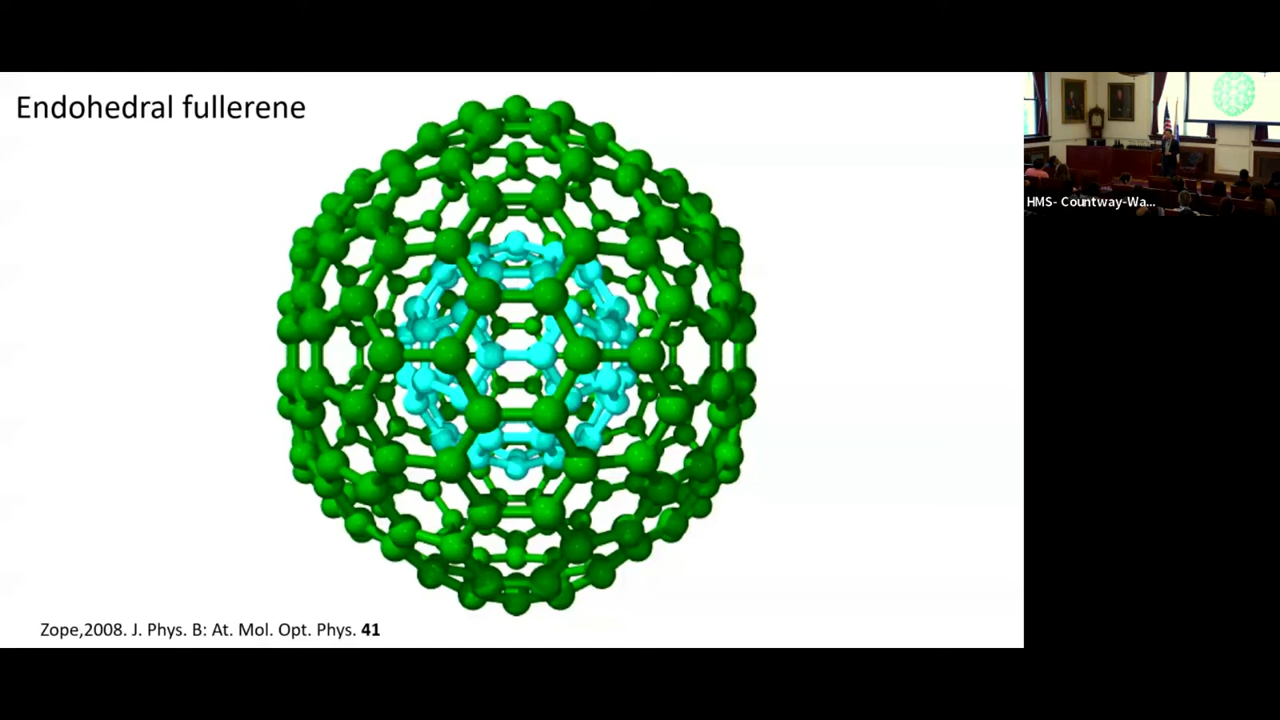 Endohedral fullerene
HMS- Countway-Wa...
Zope,2008. J. Phys. B: At. Mol. Opt. Phys. 41